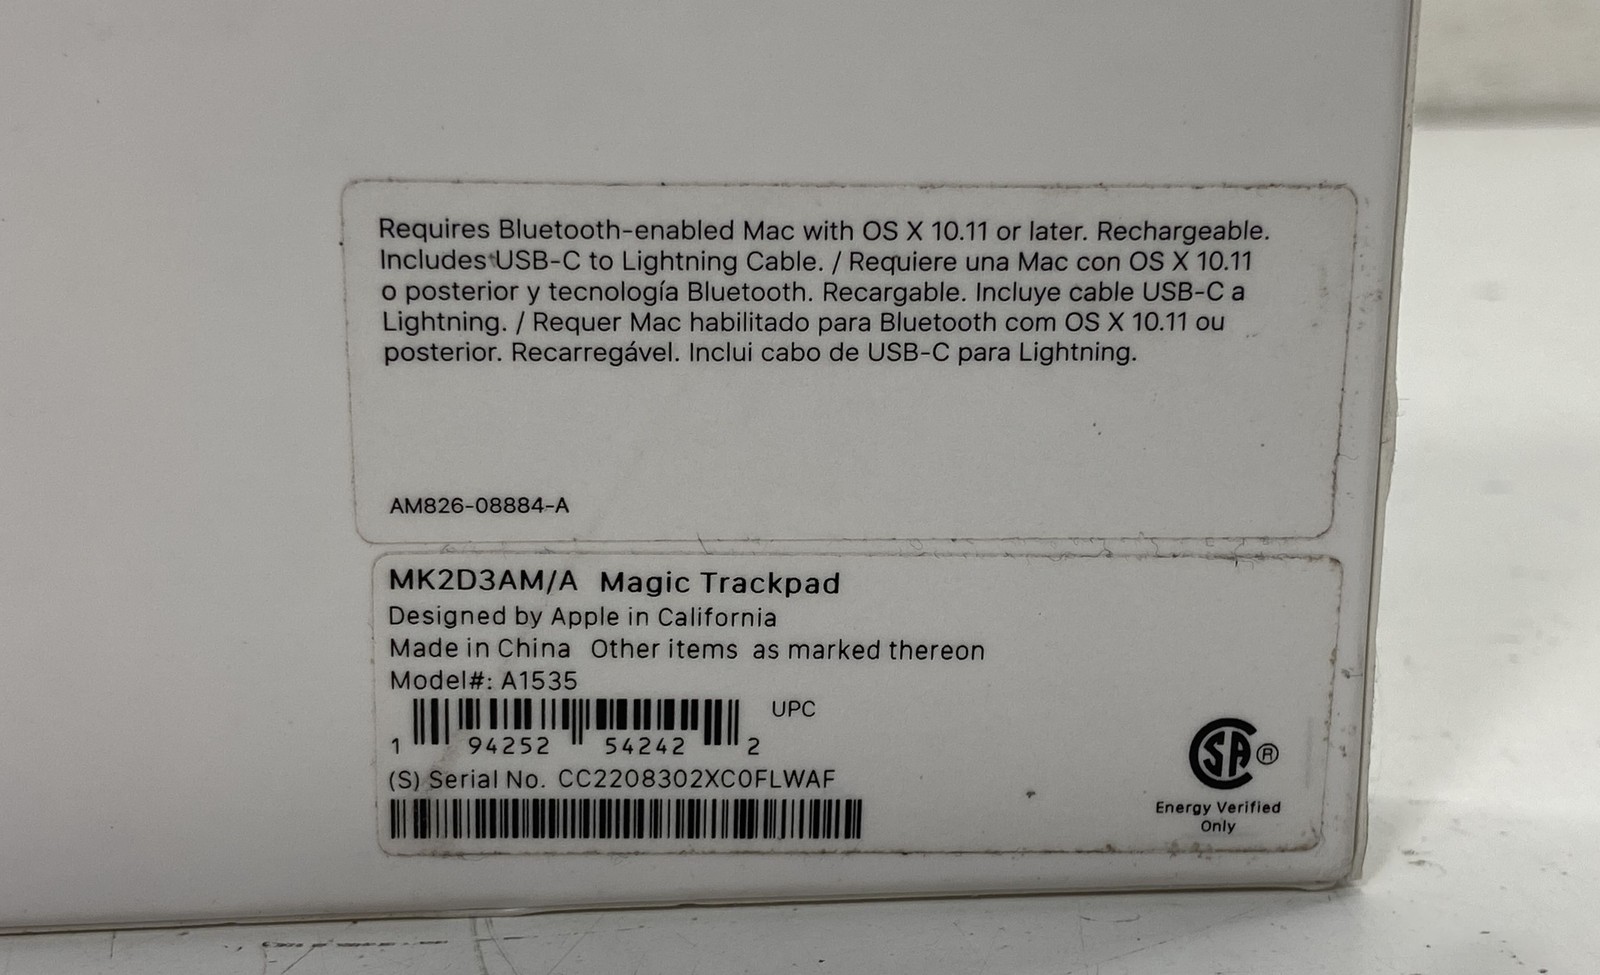 Requires Bluetooth-enabled Mac with OS X 10.11 or later. Rechargeable.
Includes USB-C to Lightning Cable. / Requiere una Mac con OS X 10.11
o posterior y tecnología Bluetooth. Recargable. Incluye cable USB-C a
Lightning. / Requer Mac habilitado para Bluetooth com OS X 10.11 ou
posterior. Recarregável. Inclui cabo de USB-C para Lightning.
AM826-08884-A
MK2D3AM/A Magic Trackpad
Designed by Apple in California
Made in China Other items as marked thereon
Model#: A1535
UPC
1 94252 54242 2
(S) Serial No. CC2208302XC0FLWAF
SA ®
Energy Verified
Only